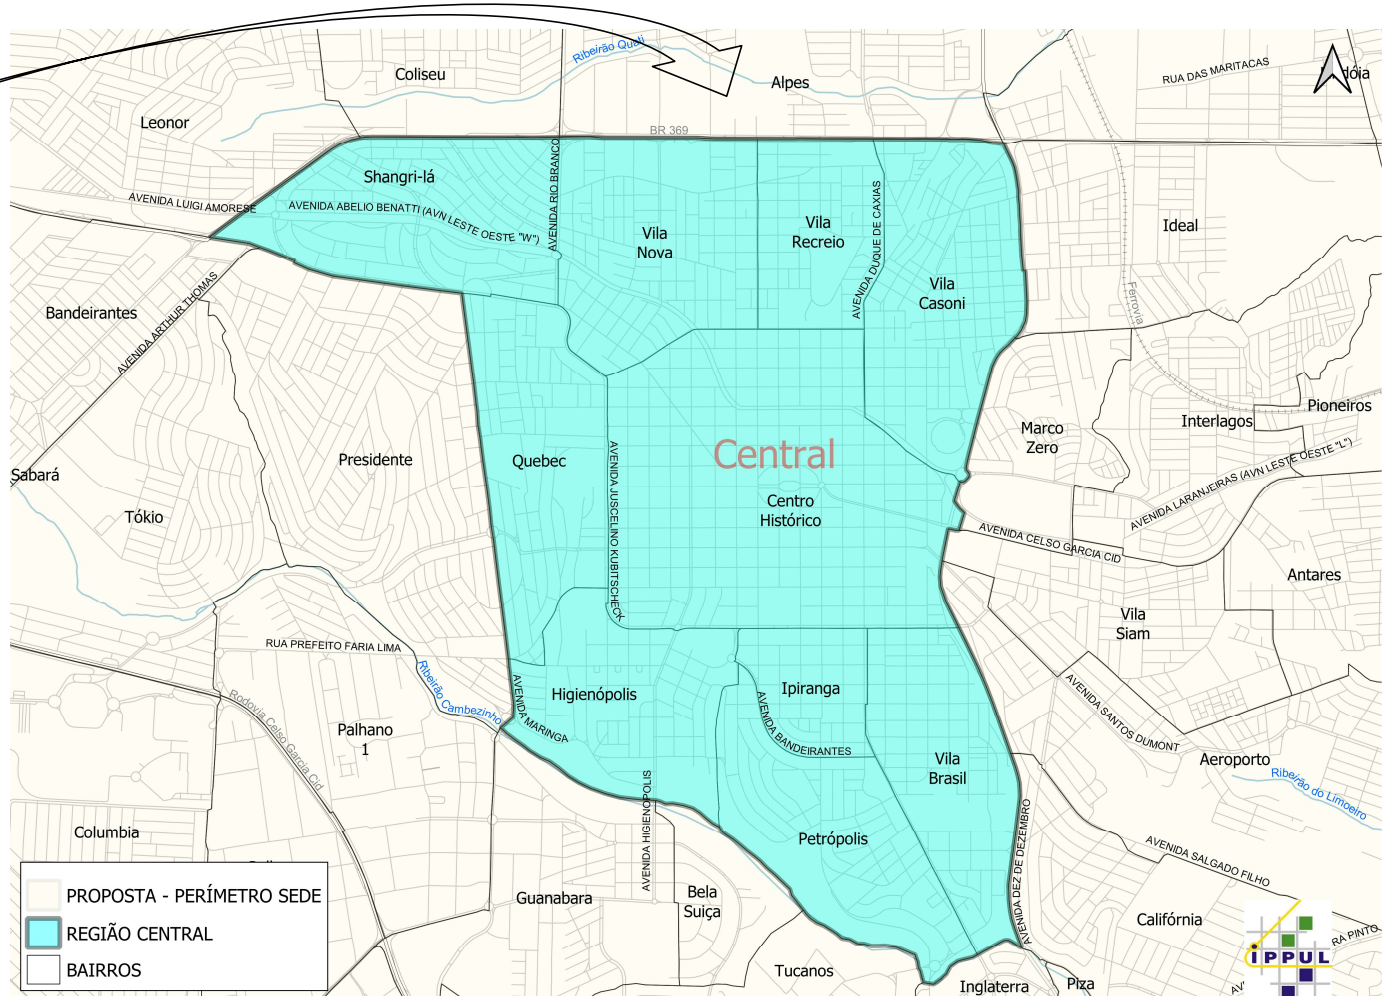 Ribeirão Quati
Coliseu
Alpes
RUA DAS MARITACAS
Leonor
BR 369
Shangri-lá
AVENIDA RIO BRANCO
AVENIDA LUIGI AMORESE
AVENIDA ABELIO BENATTI (AVN LESTE OESTE "W")
Vila
Nova
Vila
Recreio
AVENIDA DUQUE DE CAXIAS
Ideal
Vila
Casoni
Ferrovia
Bandeirantes
AVENIDA ARTHUR THOMAS
Pioneiros
Interlagos
Marco
Zero
Central
Presidente
Quebec
AVENIDA JUSCELINO KUBITSCHECK
Sabará
AVENIDA LARANJEIRAS (AVN LESTE OESTE "L")
Centro
Histórico
Tókio
AVENIDA CELSO GARCIA CID
Antares
Vila
Siam
RUA PREFEITO FARIA LIMA
Ribeirão Cambezinho
Higienópolis
AVENIDA MARINGA
Ipiranga
AVENIDA BANDEIRANTES
AVENIDA SANTOS DUMONT
Rodovia Celso Garcia Cid
Palhano
1
Vila
Brasil
Aeroporto
Ribeirão do Limoeiro
AVENIDA HIGIENOPOLIS
AVENIDA DEZ DE DEZEMBRO
Columbia
Petrópolis
AVENIDA SALGADO FILHO
Guanabara
Bela
Suiça
Califórnia
RA PINTO
Tucanos
Inglaterra
Piza
AV
PROPOSTA - PERÍMETRO SEDE
REGIÃO CENTRAL
BAIRROS
IPPUL